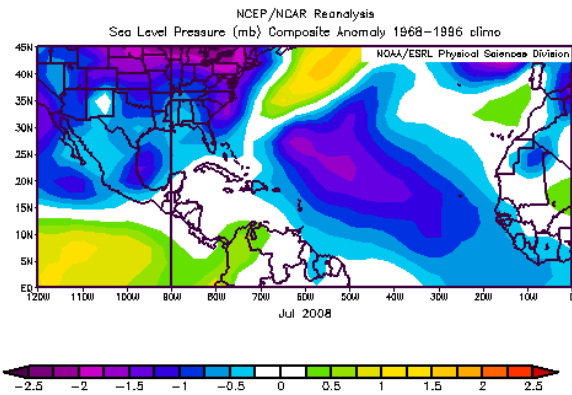 NCEP/NCAR Reanalysis
Sea Level Pressure (mb) Composite Anomaly 1968-1996 climo
NOAA/ESRL Physical Sciences Division
45N
40N
35N
30N
25N
20N
15N
10N
5N
EQ
120W 110W 100W 90W 80W 70W 60W 50W 40W 30W 20W 10W 0
Jul 2008
-2.5 -2 -1.5 -1 -0.5 0 0.5 1 1.5 2 2.5